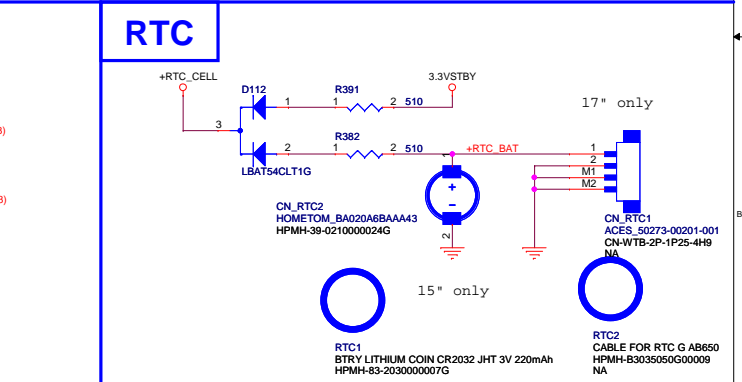 RTC
+RTC_CELL
D112
R391
3.3VSTBY
1
1
2
510
17" only
3
R382
2
1
2
510
1
+RTC_BAT
1
2
M1
M2
LBAT54CLT1G
+
-
CN_RTC2
HOMETOM_BA020A6BAAA43
HPMH-39-0210000024G
2
CN_RTC1
ACES_50273-00201-001
CN-WTB-2P-1P25-4H9
NA
15" only
RTC1
BTRY LITHIUM COIN CR2032 JHT 3V 220mAh
HPMH-83-2030000007G
RTC2
CABLE FOR RTC G AB650
HPMH-B3035050G00009
NA
B